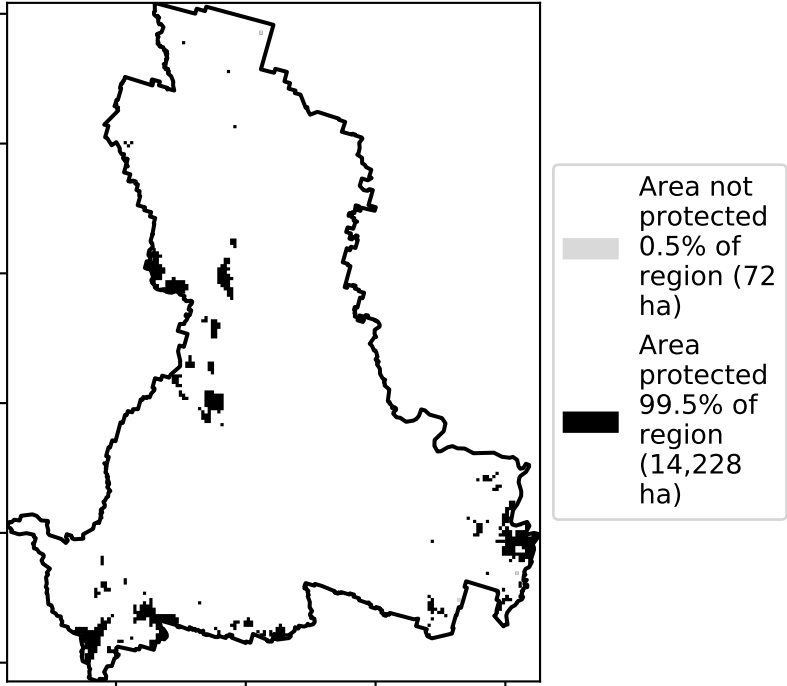 Area not
protected
0.5% of
region (72
ha)
Area
protected
99.5% of
region
(14,228
ha)